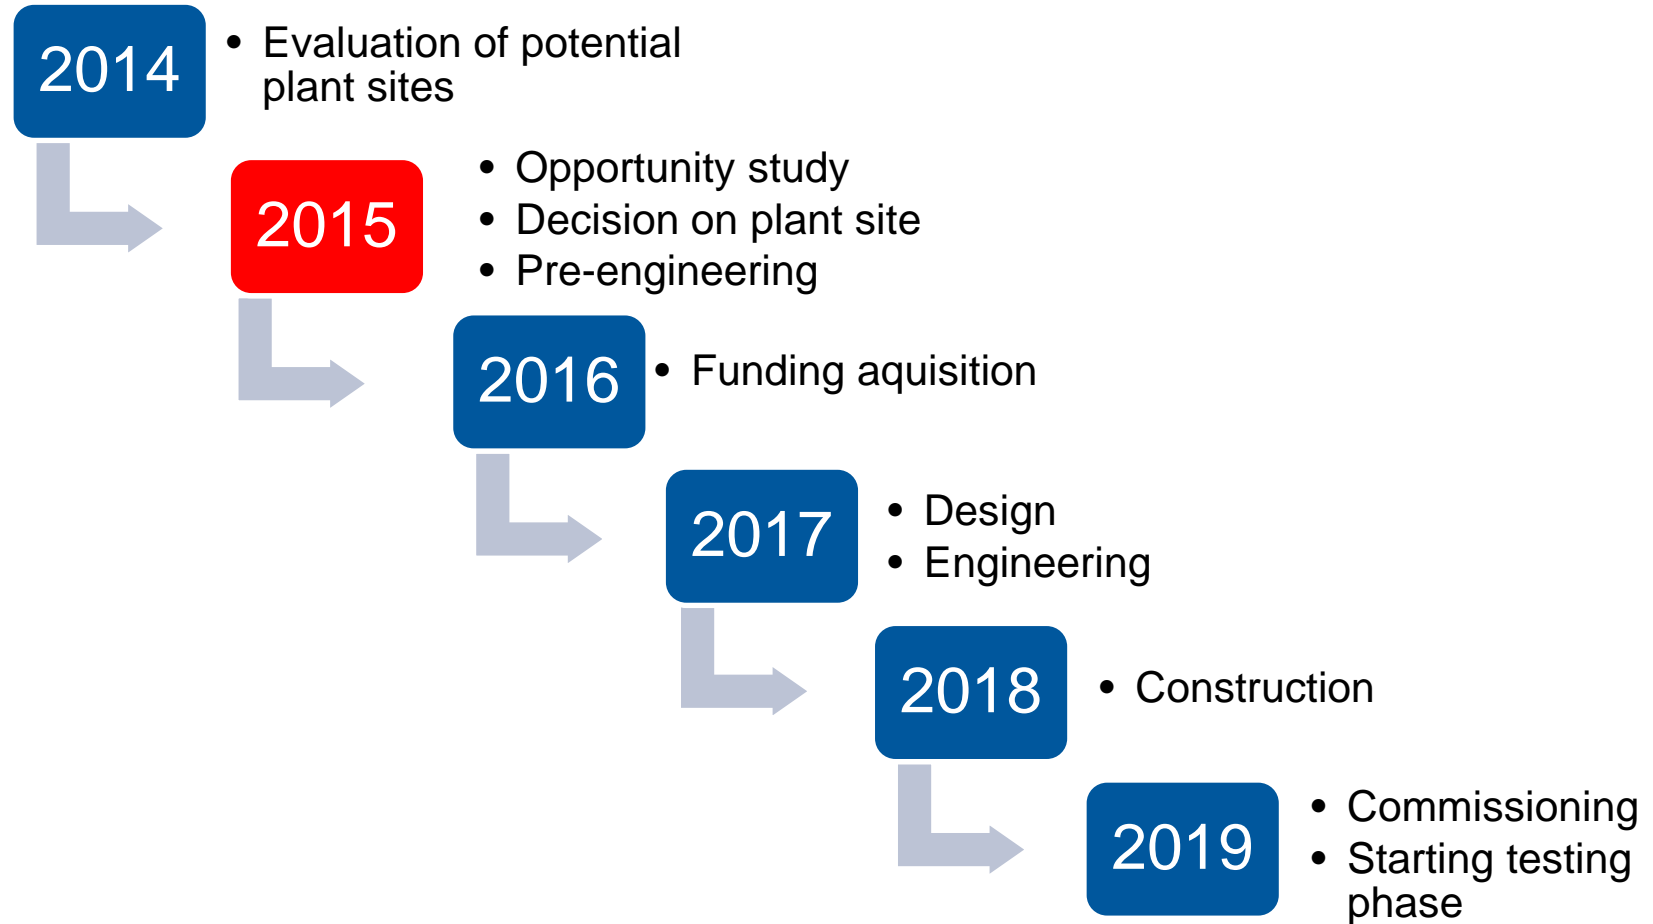 2014
• Evaluation of potential
plant sites
2015
• Opportunity study
• Decision on plant site
• Pre-engineering
2016
• Funding aquisition
2017
• Design
• Engineering
2018
• Construction
2019
• Commissioning
• Starting testing
phase